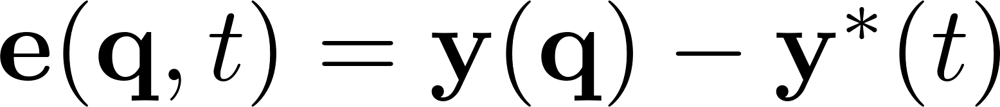 e(q, t) = y(q) − y*(t)